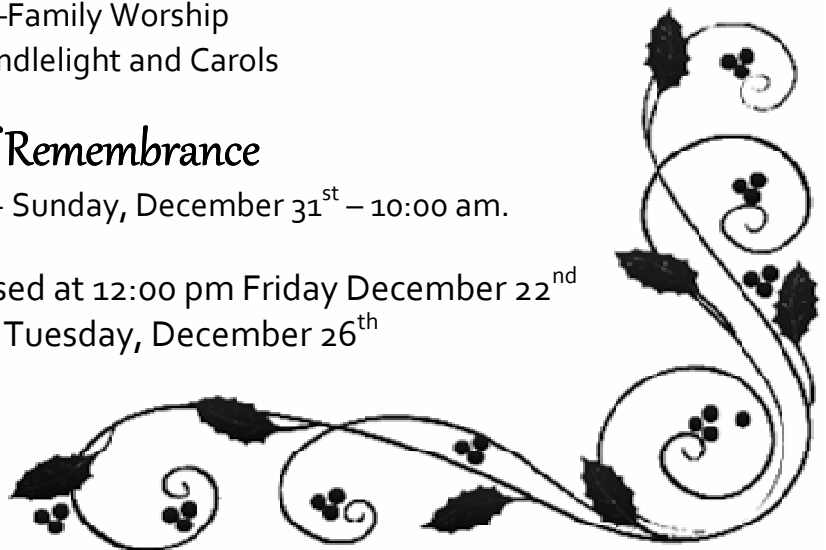 -Family Worship
ndlelight and Carols
Remembrance
- Sunday, December 31st – 10:00 am.
sed at 12:00 pm Friday December 22nd
Tuesday, December 26th